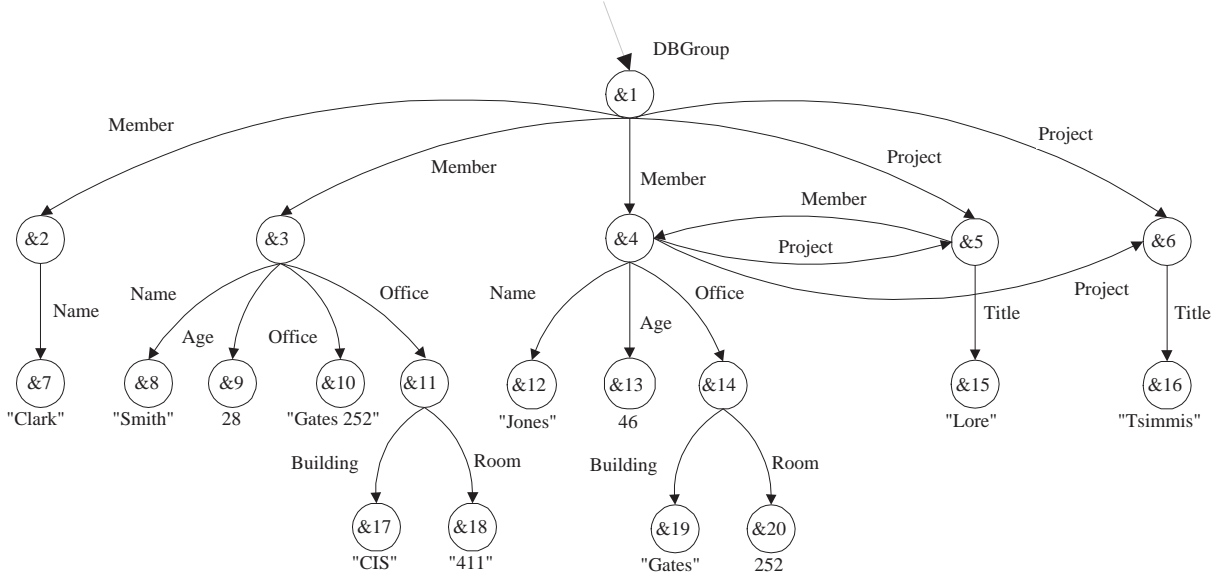 DBGroup
&1
Member
Project
Member
Project
Member
Member
&2
&3
&4
&5
&6
Project
Name
Name
Office
Name
Office
Project
Age
Office
Age
Title
Title
&7
&8
&9
&10
&11
&12
&13
&14
&15
&16
"Clark"
"Smith"
28
"Gates 252"
"Jones"
46
"Lore"
"Tsimmis"
Building
Room
Building
Room
&17
&18
&19
&20
"CIS"
"411"
"Gates"
252